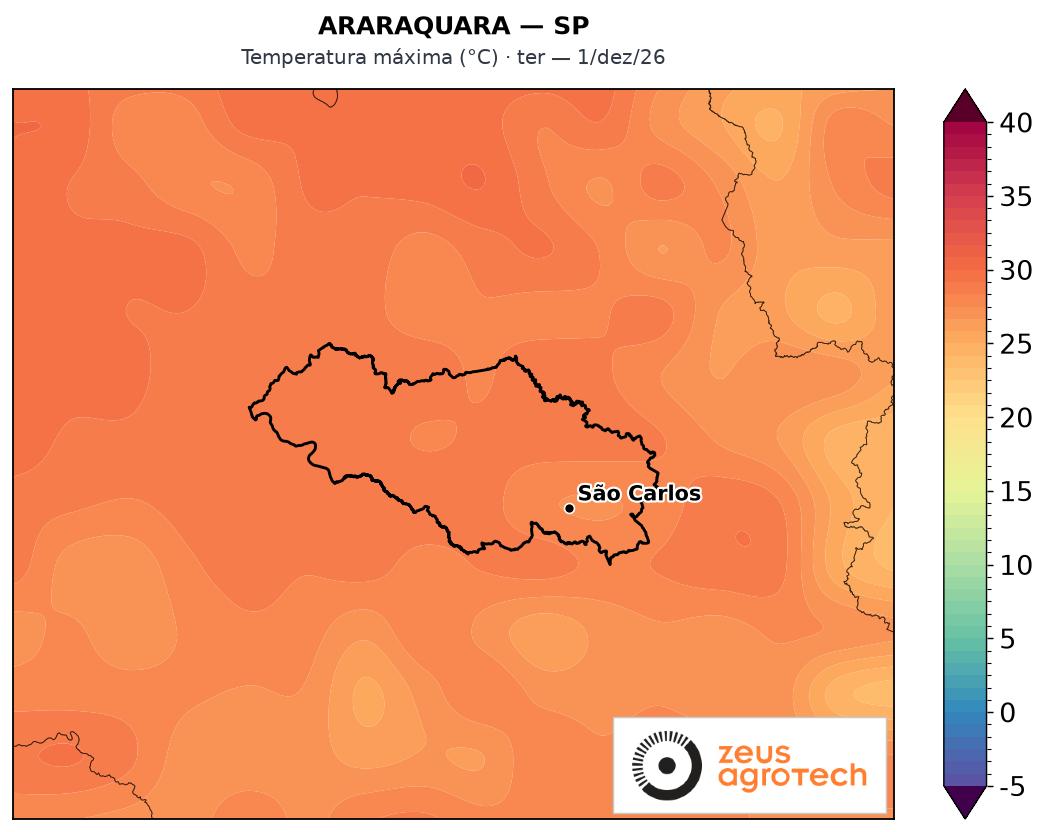 ARARAQUARA — SP
Temperatura máxima (°C) · ter — 1/dez/26
40
35
30
25
20
15
10
5
0
-5
São Carlos
zeus
agrotech